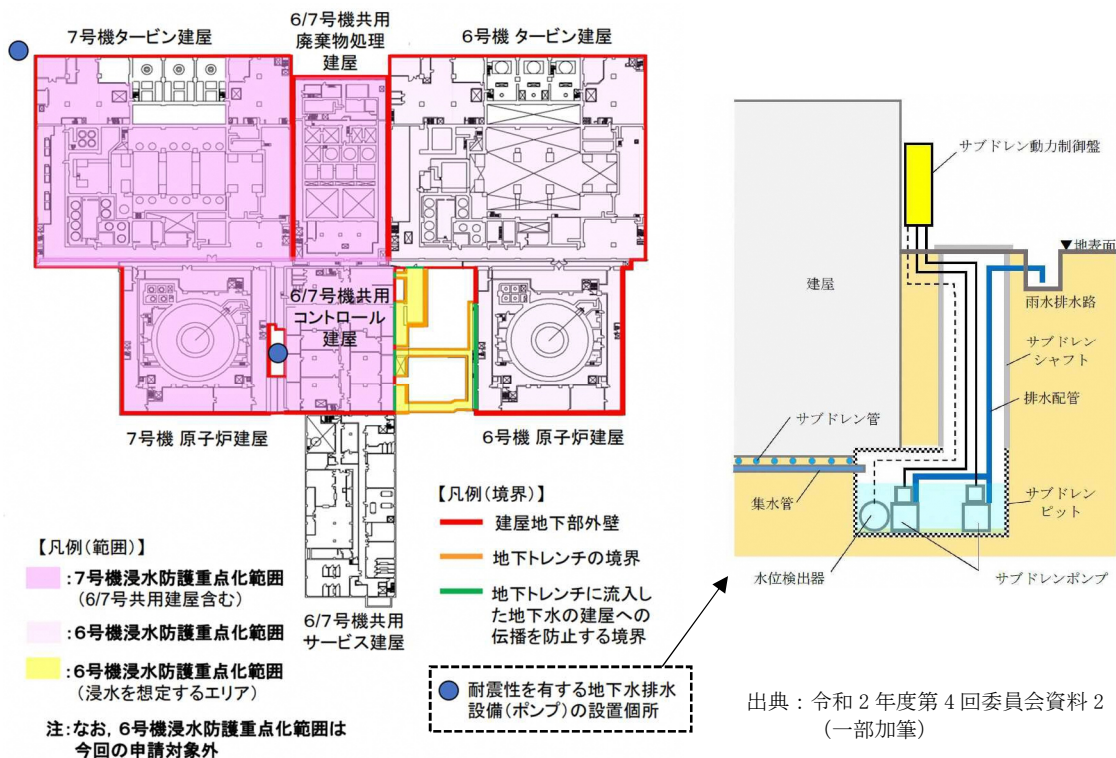 7号機タービン建屋
6/7号機共用
廃棄物処理
建屋
6号機 タービン建屋
6/7号機共用
コントロール
建屋
7号機 原子炉建屋
6号機 原子炉建屋
6/7号機共用
サービス建屋
【凡例(範囲)】
:7号機浸水防護重点化範囲
(6/7号共用建屋含む)
:6号機浸水防護重点化範囲
:6号機浸水防護重点化範囲
(浸水を想定するエリア)
注:なお,6号機浸水防護重点化範囲は
今回の申請対象外
【凡例(境界)】
建屋地下部外壁
地下トレンチの境界
地下トレンチに流入し
た地下水の建屋への
伝播を防止する境界
耐震性を有する地下水排水
設備(ポンプ)の設置個所
サブドレン動力制御盤
▼地表面
建屋
雨水排水路
サブドレン
シャフト
排水配管
サブドレン管
集水管
サブドレン
ピット
水位検出器
サブドレンポンプ
出典:令和2年度第4回委員会資料2
(一部加筆)